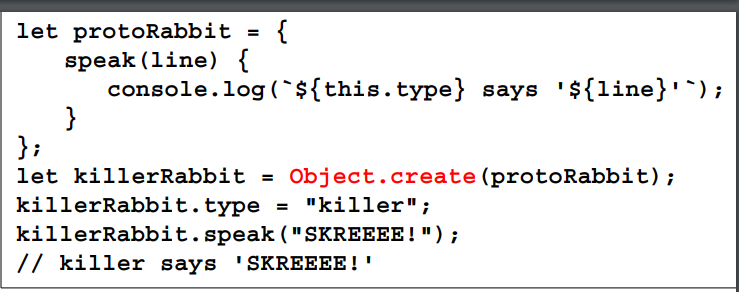 let protoRabbit = {
   speak(line) {
      console.log(`${this.type} says '${line}'`);
   }
};
let killerRabbit = Object.create(protoRabbit);
killerRabbit.type = "killer";
killerRabbit.speak("SKREEEE!");
// killer says 'SKREEEE!'